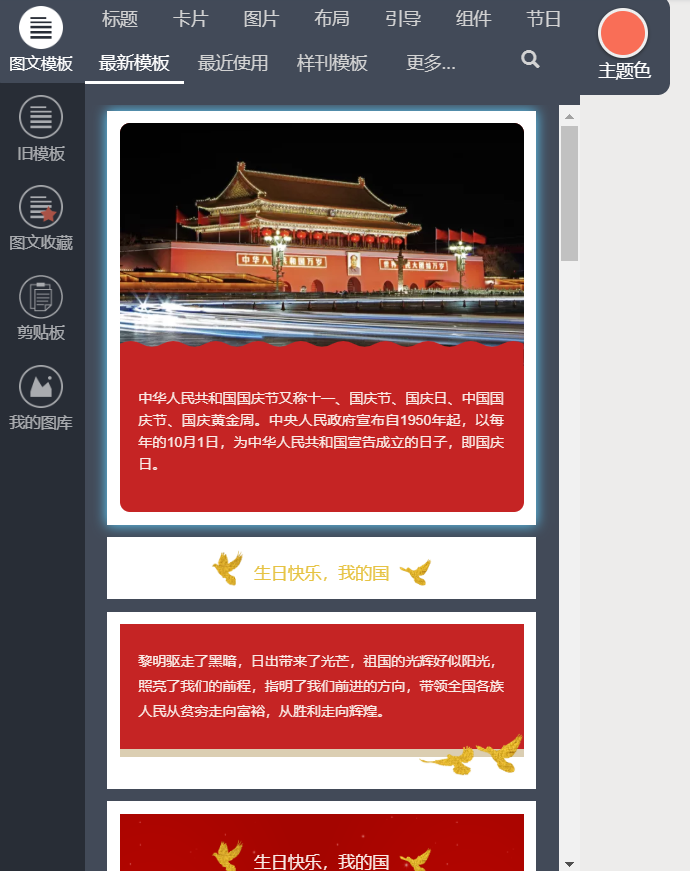 标题 卡片 图片 布局 引导 组件 节日
图文模板
主题色
最新模板 最近使用 样刊模板 更多...
旧模板
图文收藏
剪贴板
我的图库
中华人民共和国国庆节又称十一、国庆节、国庆日、中国国
庆节、国庆黄金周。中央人民政府宣布自1950年起，以每
年的10月1日，为中华人民共和国宣告成立的日子，即国庆
日。
生日快乐，我的国
黎明驱走了黑暗，日出带来了光芒，祖国的光辉好似阳光，
照亮了我们的前程，指明了我们前进的方向，带领全国各族
人民从贫穷走向富裕，从胜利走向辉煌。
生日快乐，我的国